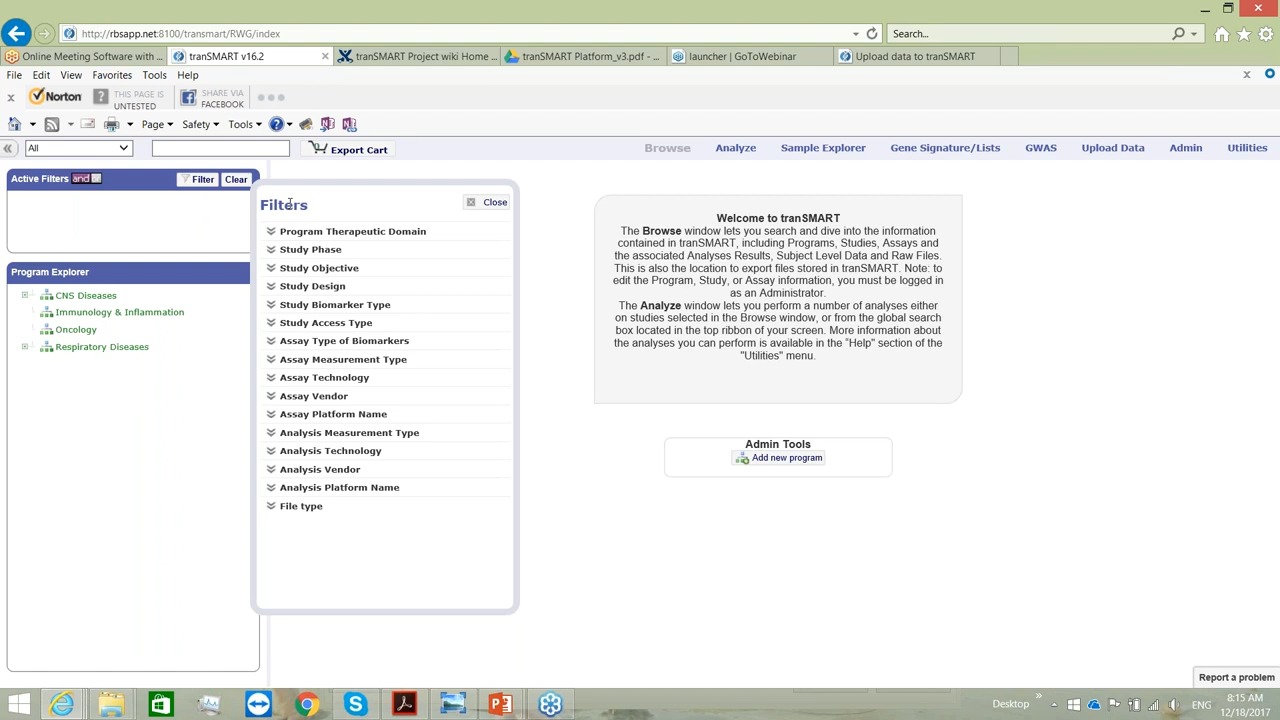 http://rbsapp.net:8100/transmart/RWG/index
Search...
Online Meeting Software with ...
tranSMART v16.2
tranSMART Project wiki Home ...
tranSMART Platform_v3.pdf - ...
launcher | GoToWebinar
Upload data to tranSMART
File Edit View Favorites Tools Help
Norton
THIS PAGE IS
UNTESTED
SHARE VIA
FACEBOOK
Page Safety Tools
All
Export Cart
Browse Analyze Sample Explorer Gene Signature/Lists GWAS Upload Data Admin Utilities
Active Filters and
Filter
Clear
Program Explorer
CNS Diseases
Immunology & Inflammation
Oncology
Respiratory Diseases
Filters
Close
Program Therapeutic Domain
Study Phase
Study Objective
Study Design
Study Biomarker Type
Study Access Type
Assay Type of Biomarkers
Assay Measurement Type
Assay Technology
Assay Vendor
Assay Platform Name
Analysis Measurement Type
Analysis Technology
Analysis Vendor
Analysis Platform Name
File type
Welcome to tranSMART
The Browse window lets you search and dive into the information
contained in tranSMART, including Programs, Studies, Assays and
the associated Analyses Results, Subject Level Data and Raw Files.
This is also the location to export files stored in tranSMART. Note: to
edit the Program, Study, or Assay information, you must be logged in
as an Administrator.
The Analyze window lets you perform a number of analyses either
on studies selected in the Browse window, or from the global search
box located in the top ribbon of your screen. More information about
the analyses you can perform is available in the "Help" section of the
"Utilities" menu.
Admin Tools
Add new program
Report a problem
Desktop
ENG
8:15 AM
12/18/2017